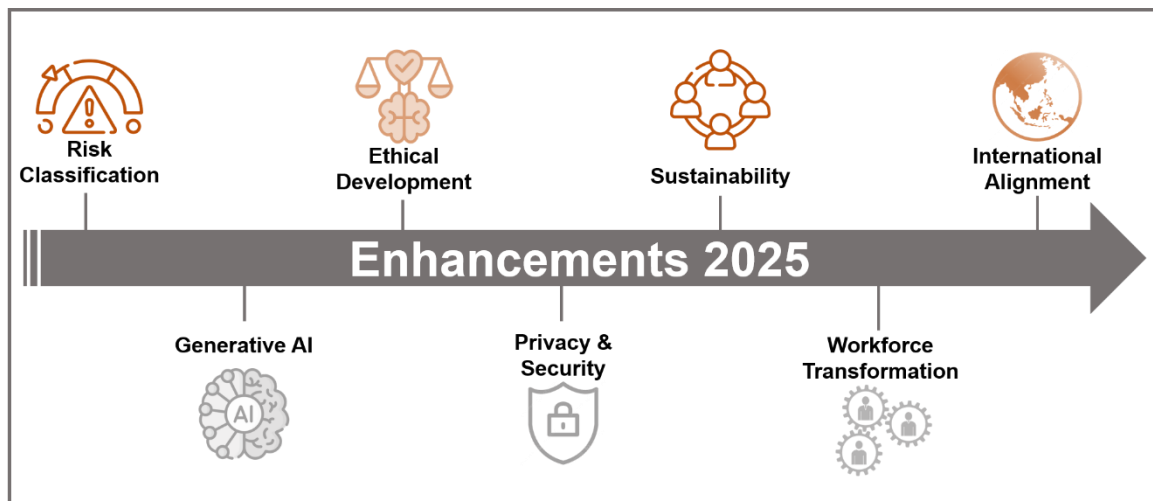 Risk
Classification
Ethical
Development
Sustainability
International
Alignment
Enhancements 2025
Generative AI
AI
Privacy &
Security
Workforce
Transformation